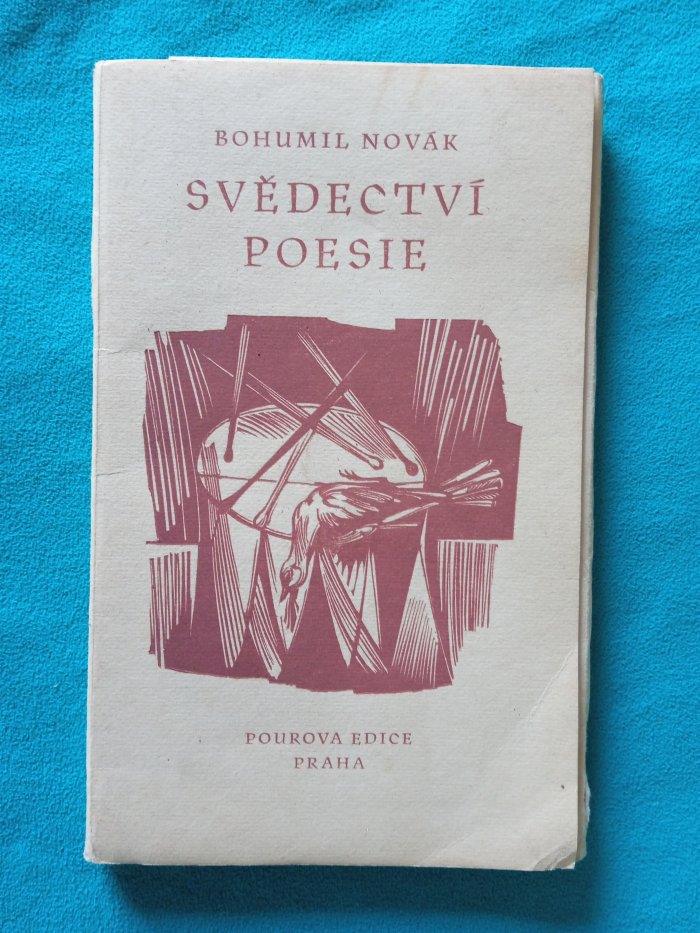 BOHUMIL NOVÁK
SVĚDECTVÍ
POESIE
POUROVA EDICE
PRAHA